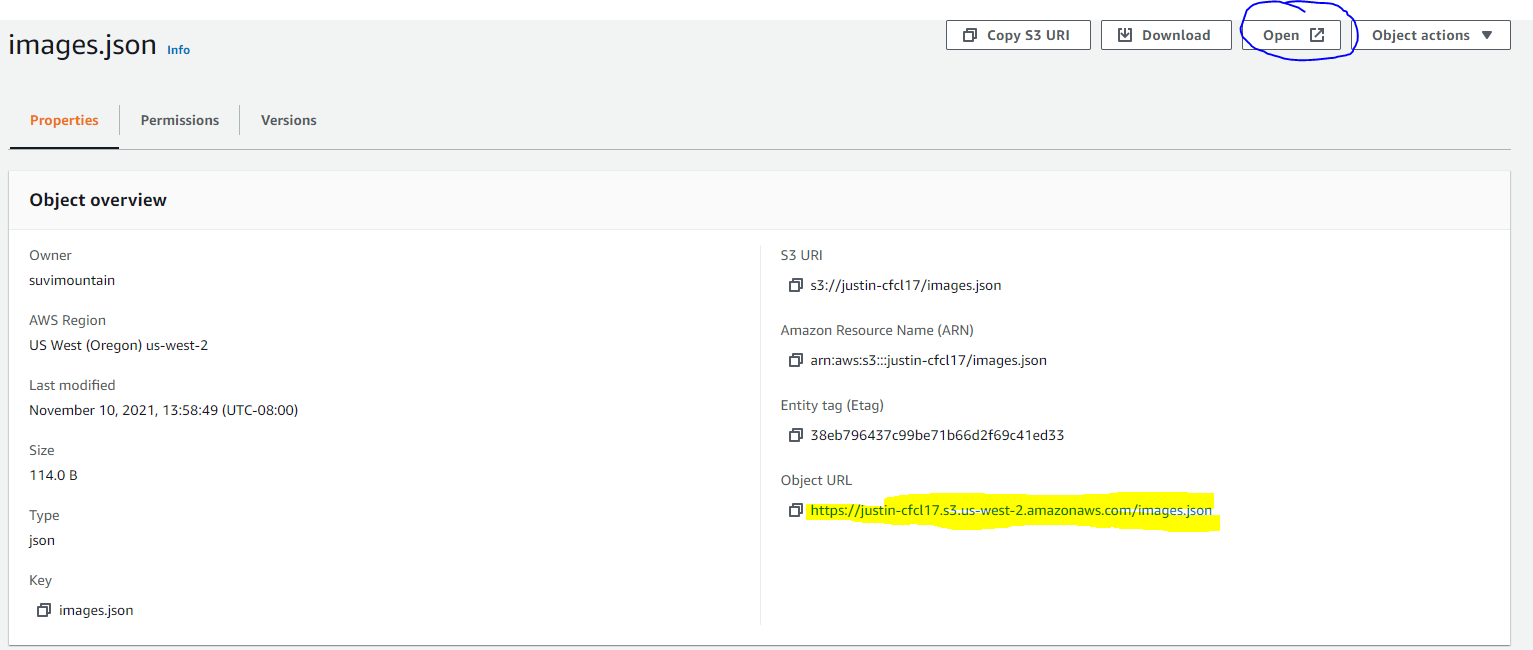 images.json Info
Copy S3 URI Download Open Object actions
Properties Permissions Versions
Object overview
Owner
suvimountain
AWS Region
US West (Oregon) us-west-2
Last modified
November 10, 2021, 13:58:49 (UTC-08:00)
Size
114.0 B
Type
json
Key
images.json
S3 URI
s3://justin-cfcl17/images.json
Amazon Resource Name (ARN)
arn:aws:s3:::justin-cfcl17/images.json
Entity tag (Etag)
38eb796437c99be71b66d2f69c41ed33
Object URL
https://justin-cfcl17.s3.us-west-2.amazonaws.com/images.json